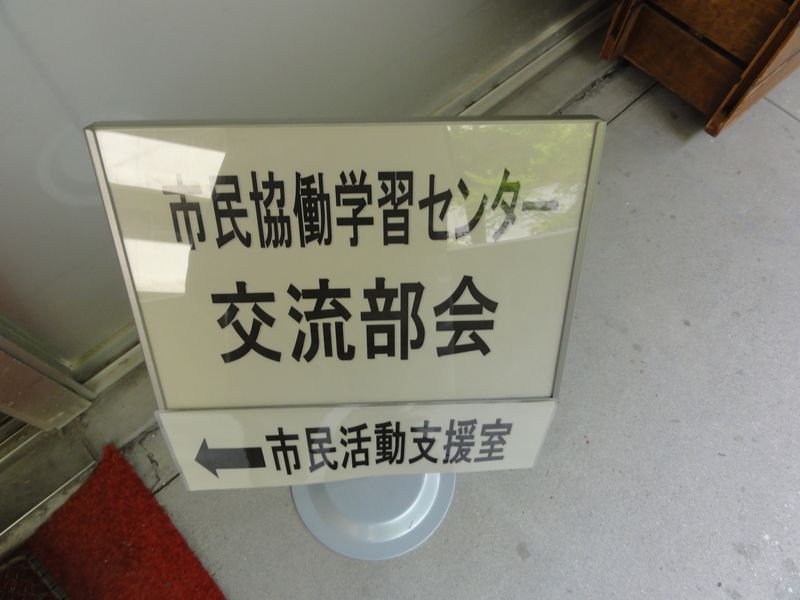 市民協働学習センター
交流部会
←市民活動支援室